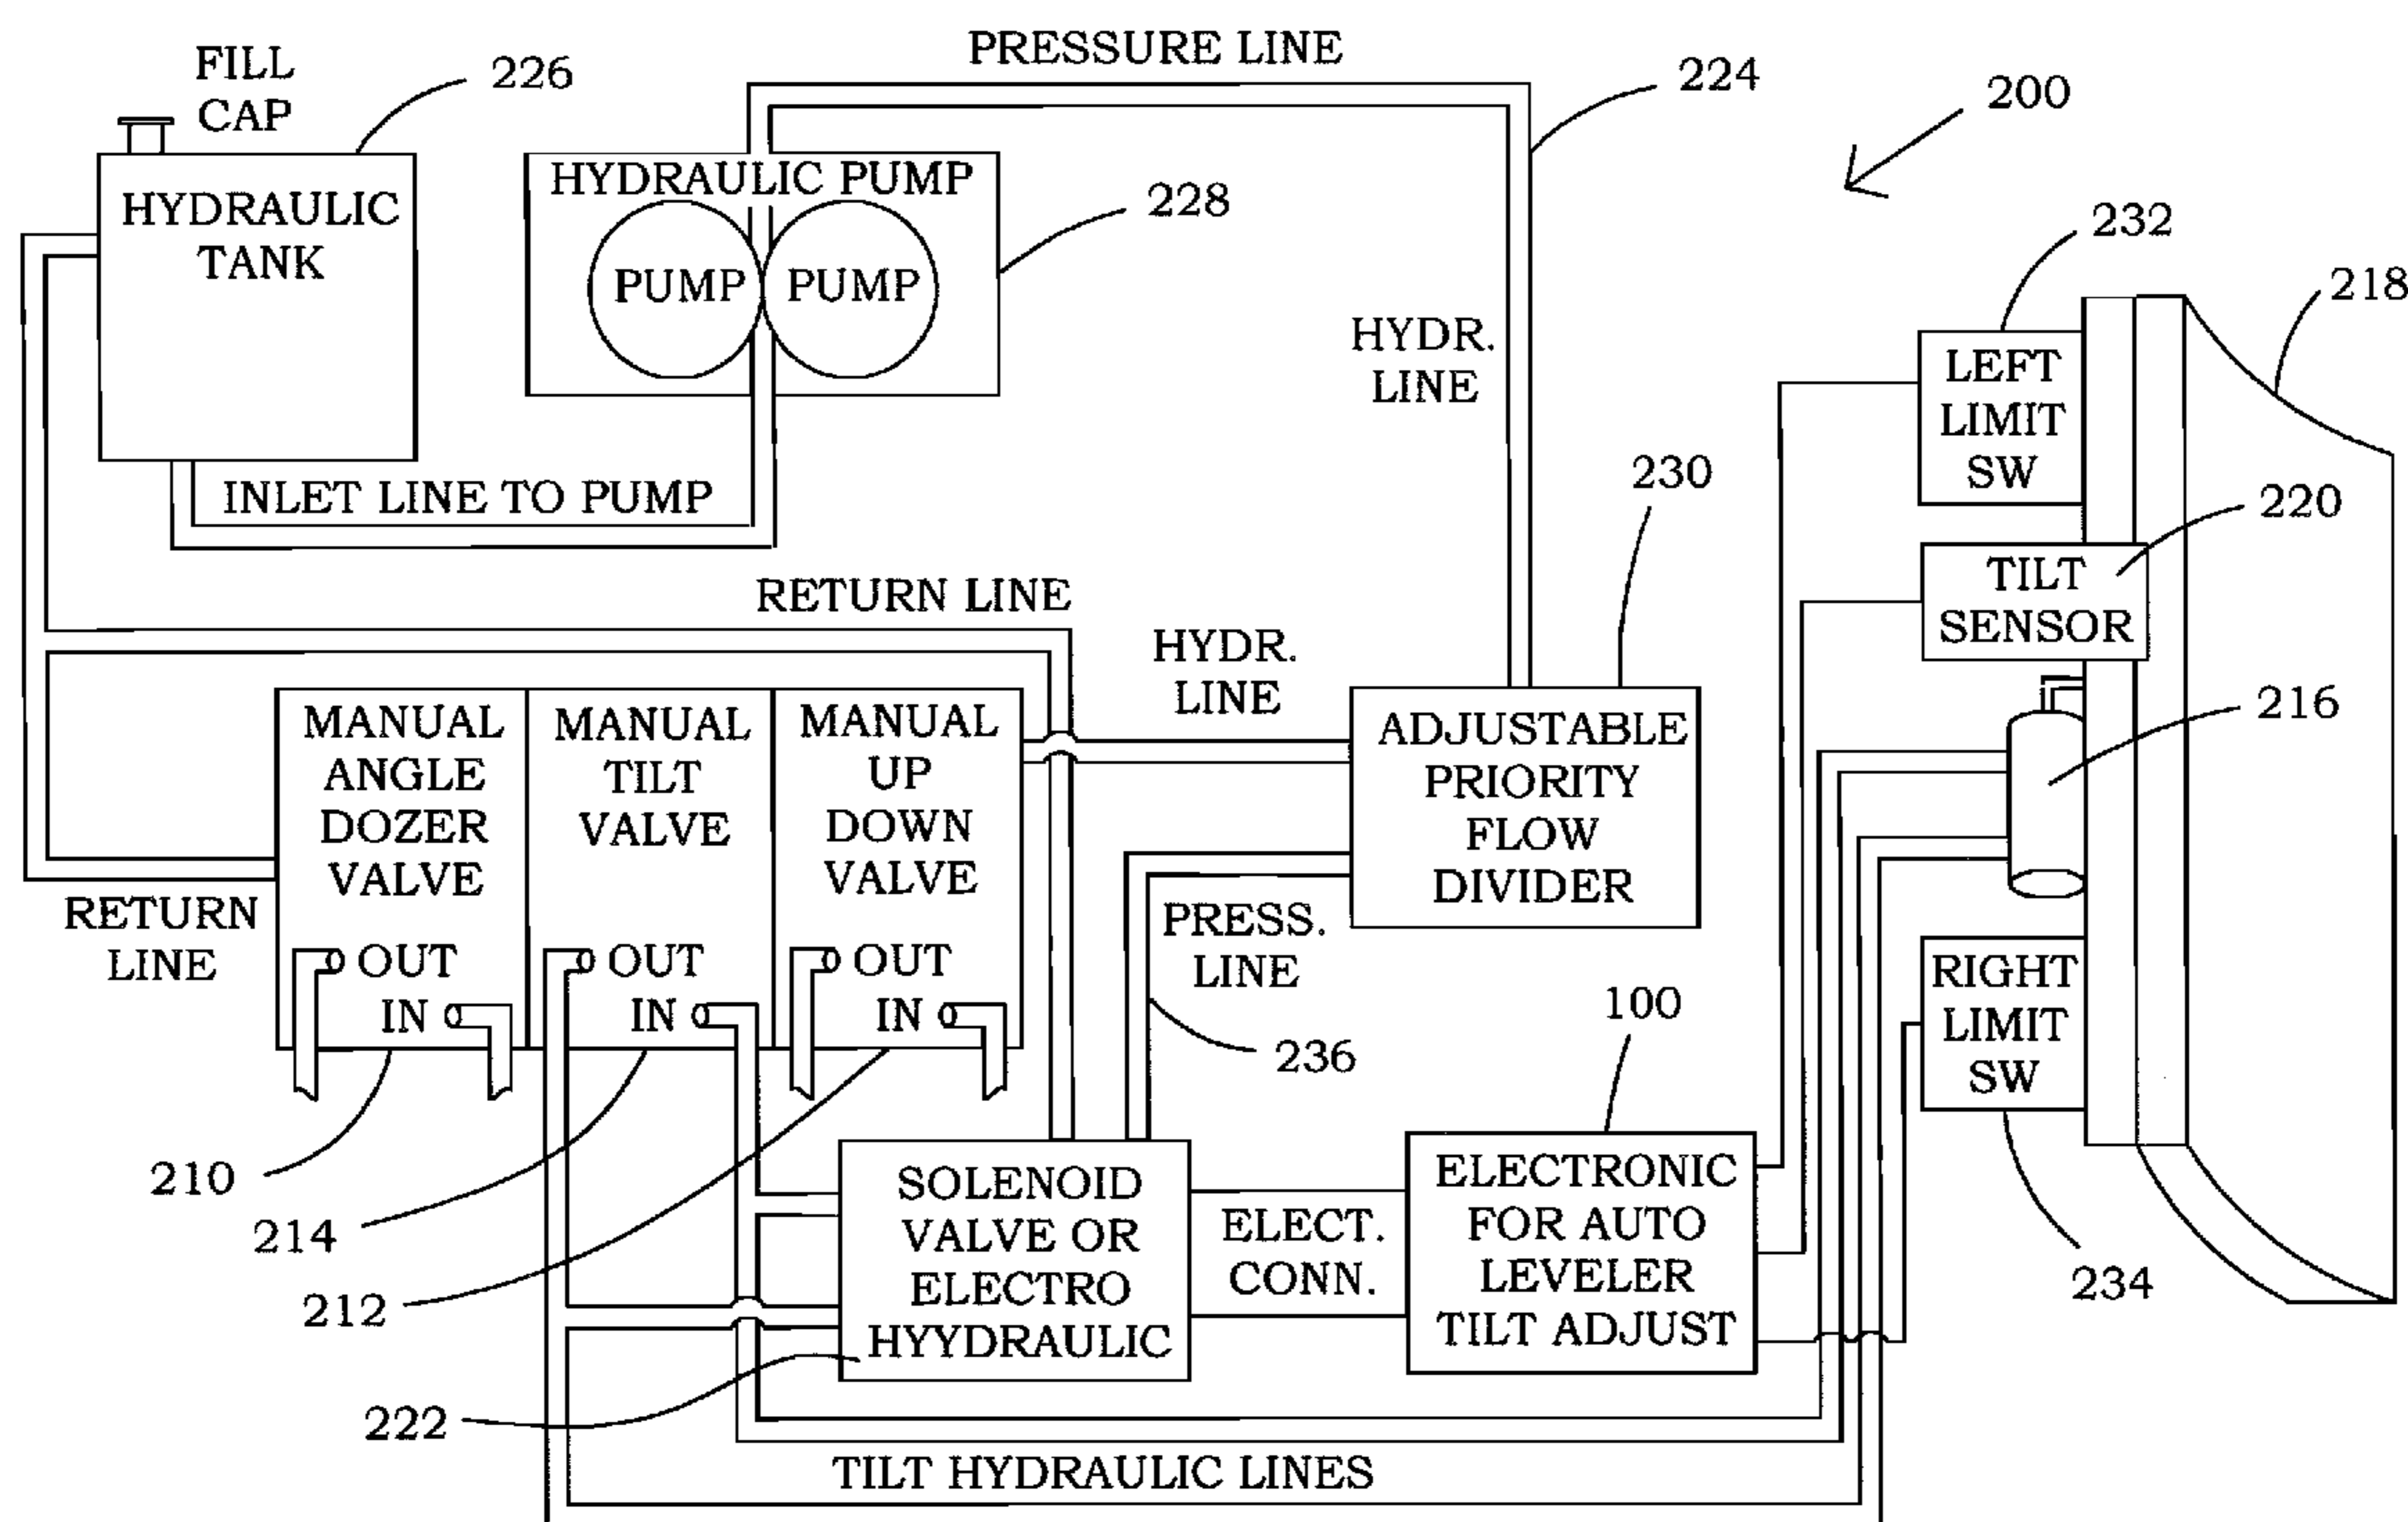 PRESSURE LINE
FILL
CAP
226
224
200
HYDRAULIC
TANK
HYDRAULIC PUMP
PUMP
PUMP
228
232
218
HYDR.
LINE
LEFT
LIMIT
SW
INLET LINE TO PUMP
230
220
TILT
SENSOR
RETURN LINE
HYDR.
LINE
216
MANUAL
ANGLE
DOZER
VALVE
MANUAL
TILT
VALVE
MANUAL
UP
DOWN
VALVE
ADJUSTABLE
PRIORITY
FLOW
DIVIDER
RETURN
LINE
PRESS.
LINE
OUT
IN
OUT
IN
OUT
IN
236
100
RIGHT
LIMIT
SW
210
214
212
SOLENOID
VALVE OR
ELECTRO
HYYDRAULIC
ELECT.
CONN.
ELECTRONIC
FOR AUTO
LEVELER
TILT ADJUST
234
222
TILT HYDRAULIC LINES